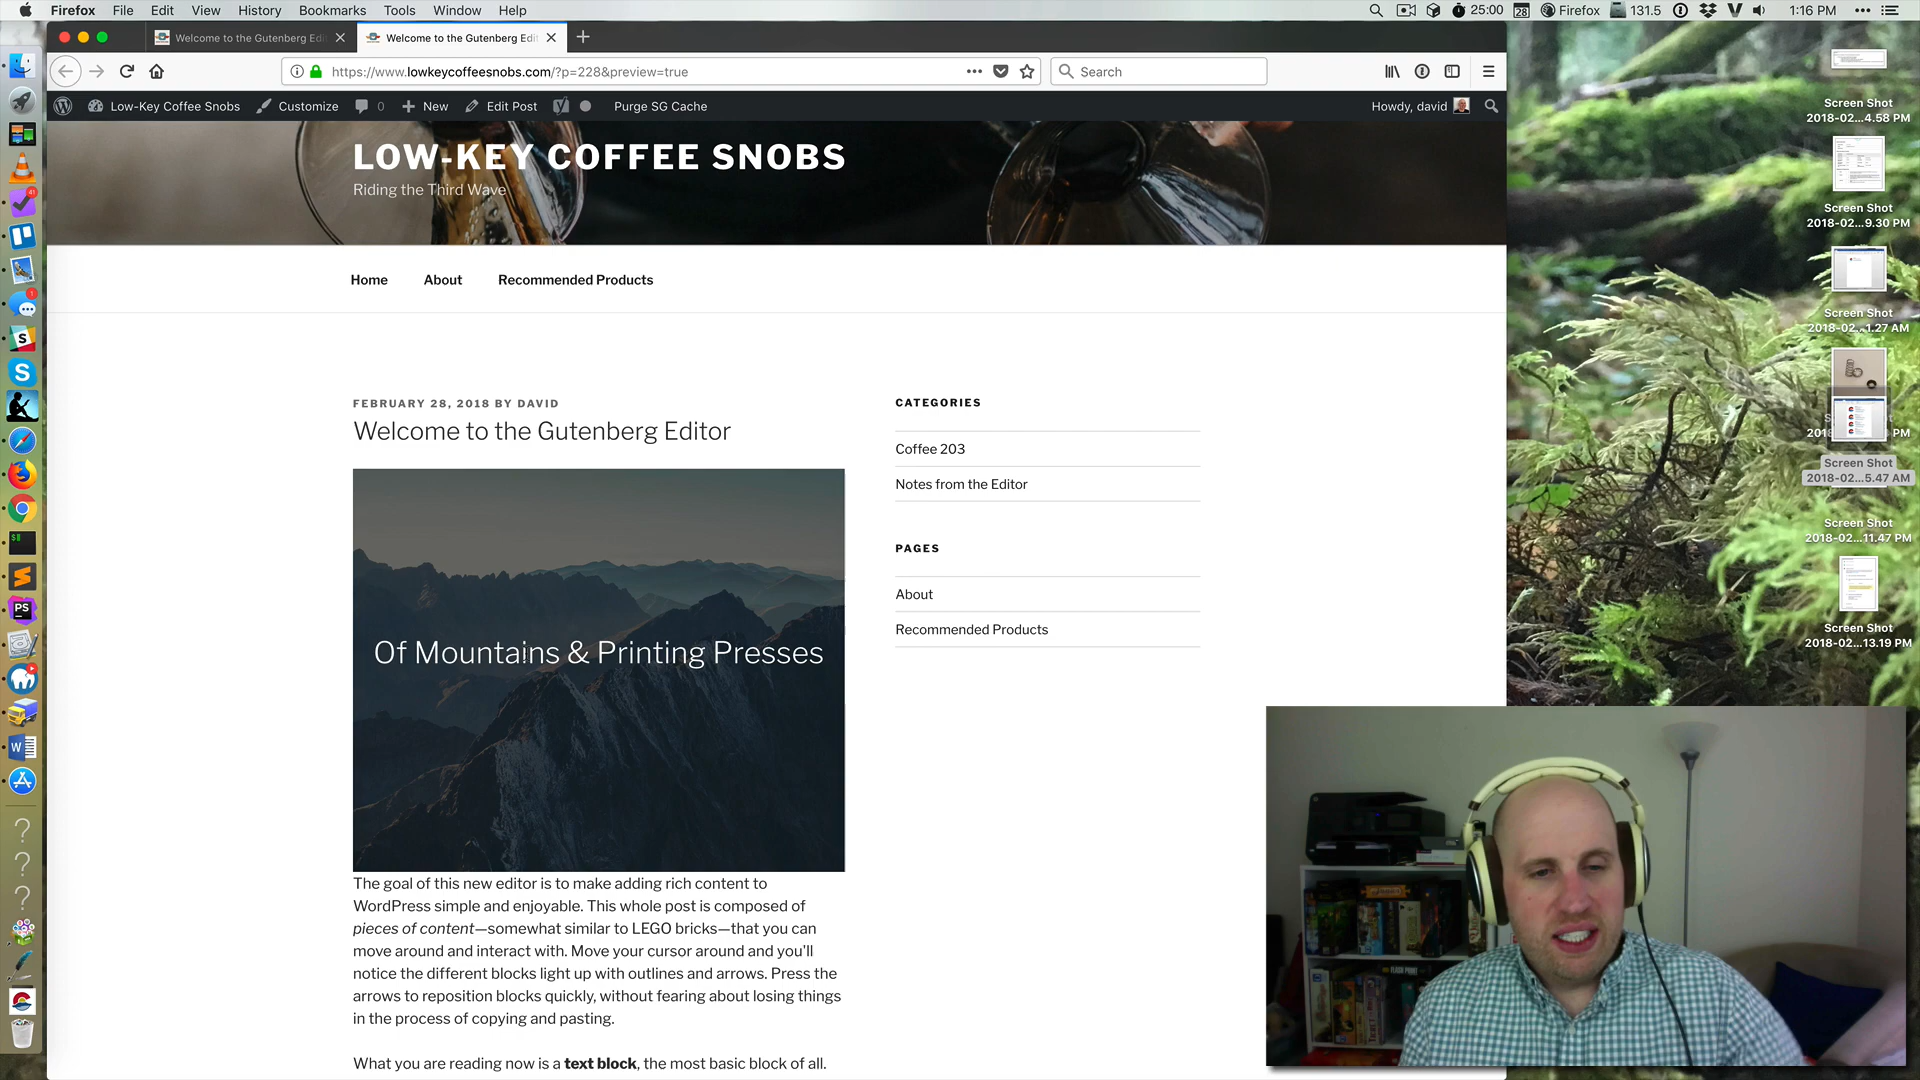 Firefox File Edit View History Bookmarks Tools Window Help 25:00 28 Firefox 131.5 1:16 PM
Welcome to the Gutenberg Edi
Welcome to the Gutenberg Edit
https://www.lowkeycoffeesnobs.com/?p=228&preview=true
Search
Low-Key Coffee Snobs Customize 0 New Edit Post Purge SG Cache Howdy, david
LOW-KEY COFFEE SNOBS
Riding the Third Wave
Home About Recommended Products
FEBRUARY 28, 2018 BY DAVID
Welcome to the Gutenberg Editor
Of Mountains & Printing Presses
The goal of this new editor is to make adding rich content to
WordPress simple and enjoyable. This whole post is composed of
pieces of content—somewhat similar to LEGO bricks—that you can
move around and interact with. Move your cursor around and you'll
notice the different blocks light up with outlines and arrows. Press the
arrows to reposition blocks quickly, without fearing about losing things
in the process of copying and pasting.
What you are reading now is a text block, the most basic block of all.
CATEGORIES
Coffee 203
Notes from the Editor
PAGES
About
Recommended Products
Screen Shot
2018-02...4.58 PM
Screen Shot
2018-02...9.30 PM
Screen Shot
2018-02...1.27 AM
Screen Shot
2018-02...5.47 AM
Screen Shot
2018-02...11.47 PM
Screen Shot
2018-02...13.19 PM
41
1
S
PS
W
FLASH POINT